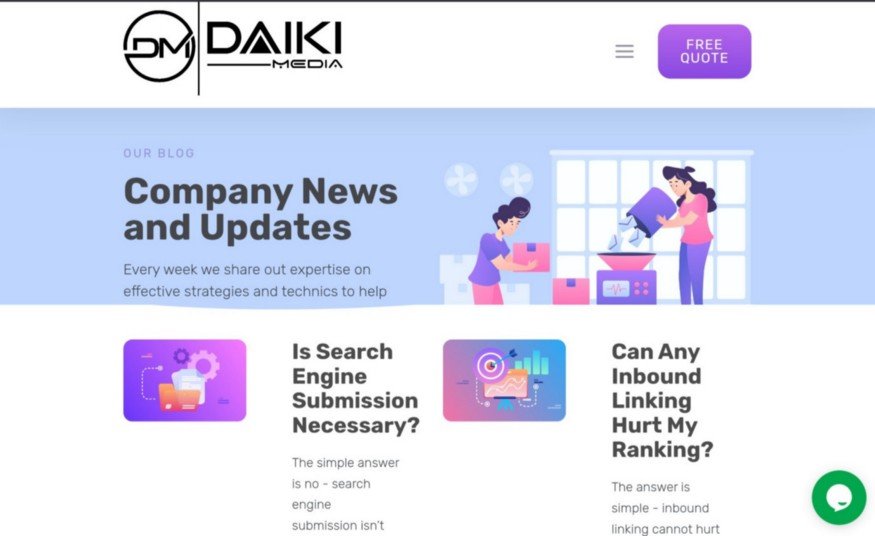 DM
DAIKI
MEDIA
FREE
QUOTE
OUR BLOG
Company News
and Updates
Every week we share out expertise on
effective strategies and technics to help
Is Search
Engine
Submission
Necessary?
The simple answer
is no - search
engine
submission isn't
Can Any
Inbound
Linking
Hurt My
Ranking?
The answer is
simple - inbound
linking cannot hurt